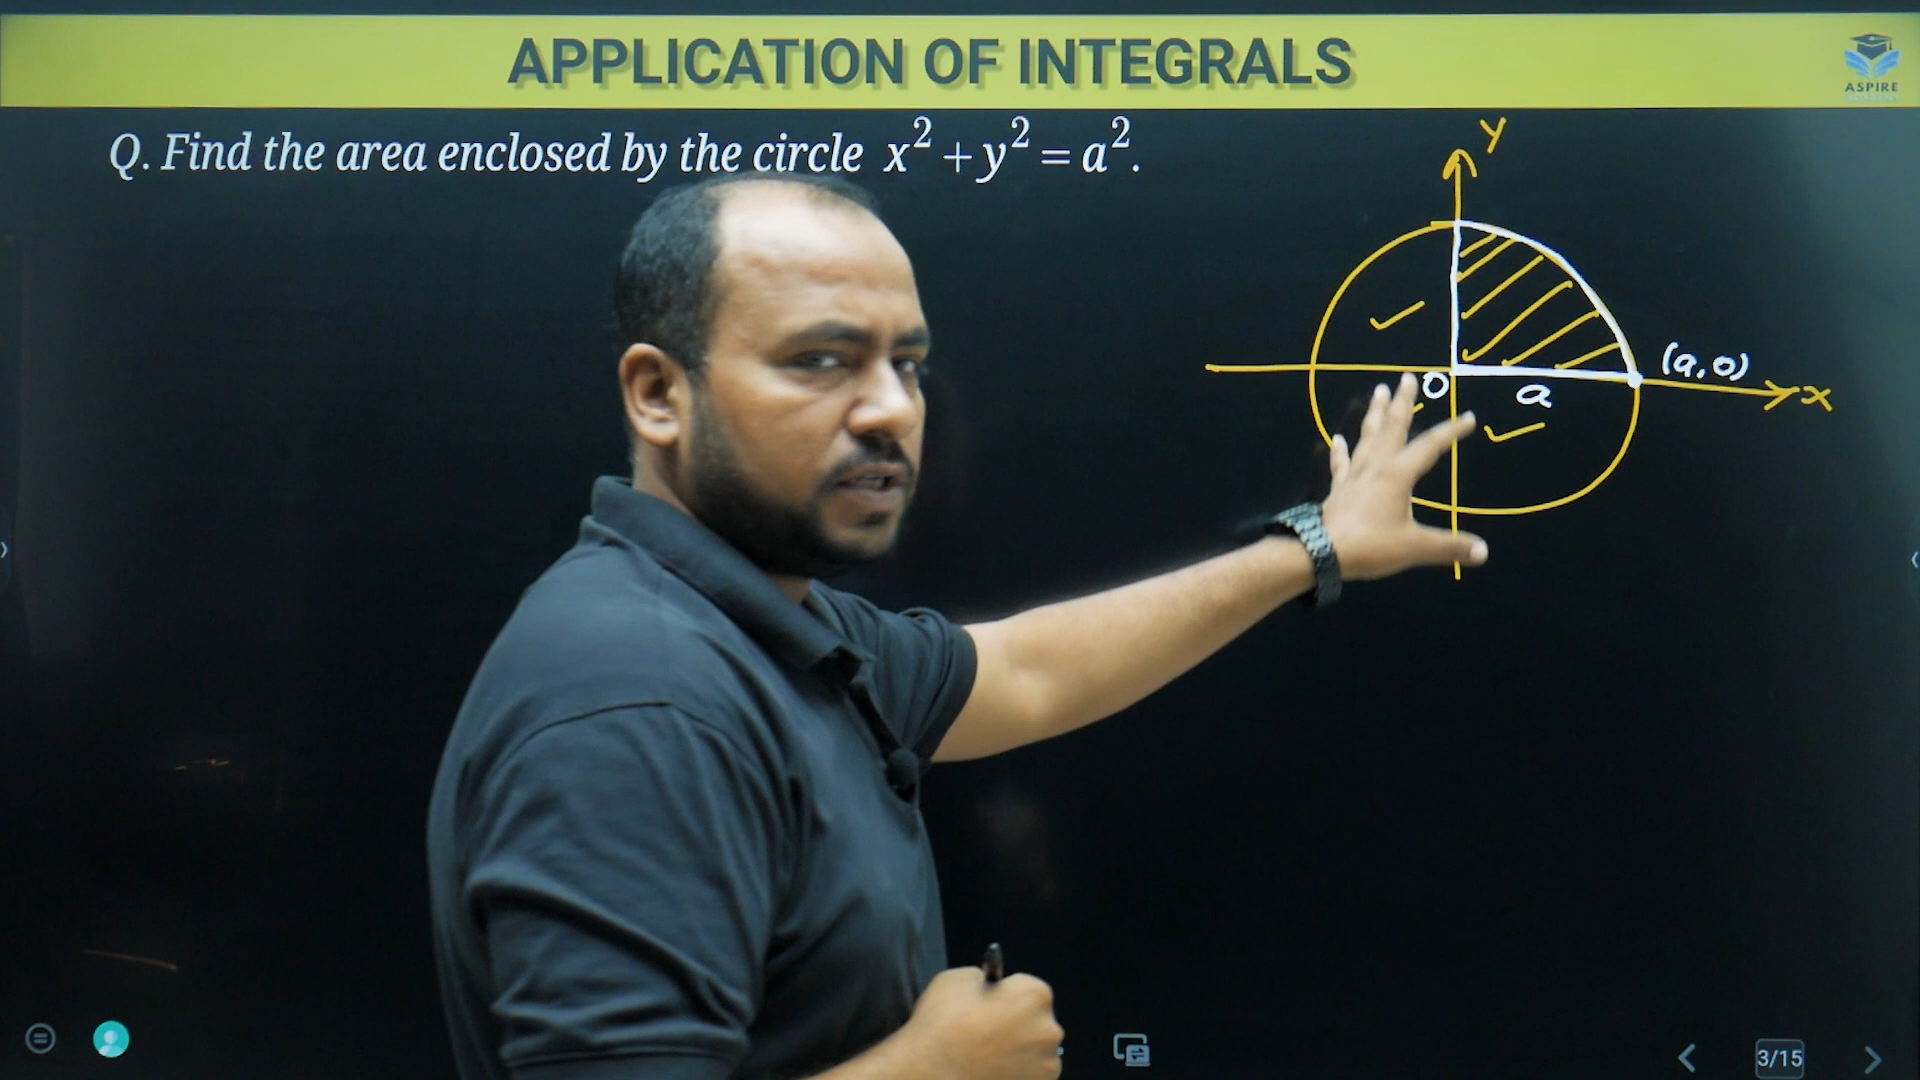 APPLICATION OF INTEGRALS
ASPIRE
Q. Find the area enclosed by the circle x² + y² = a².
Y
(a,0)
O
a
x
3/15